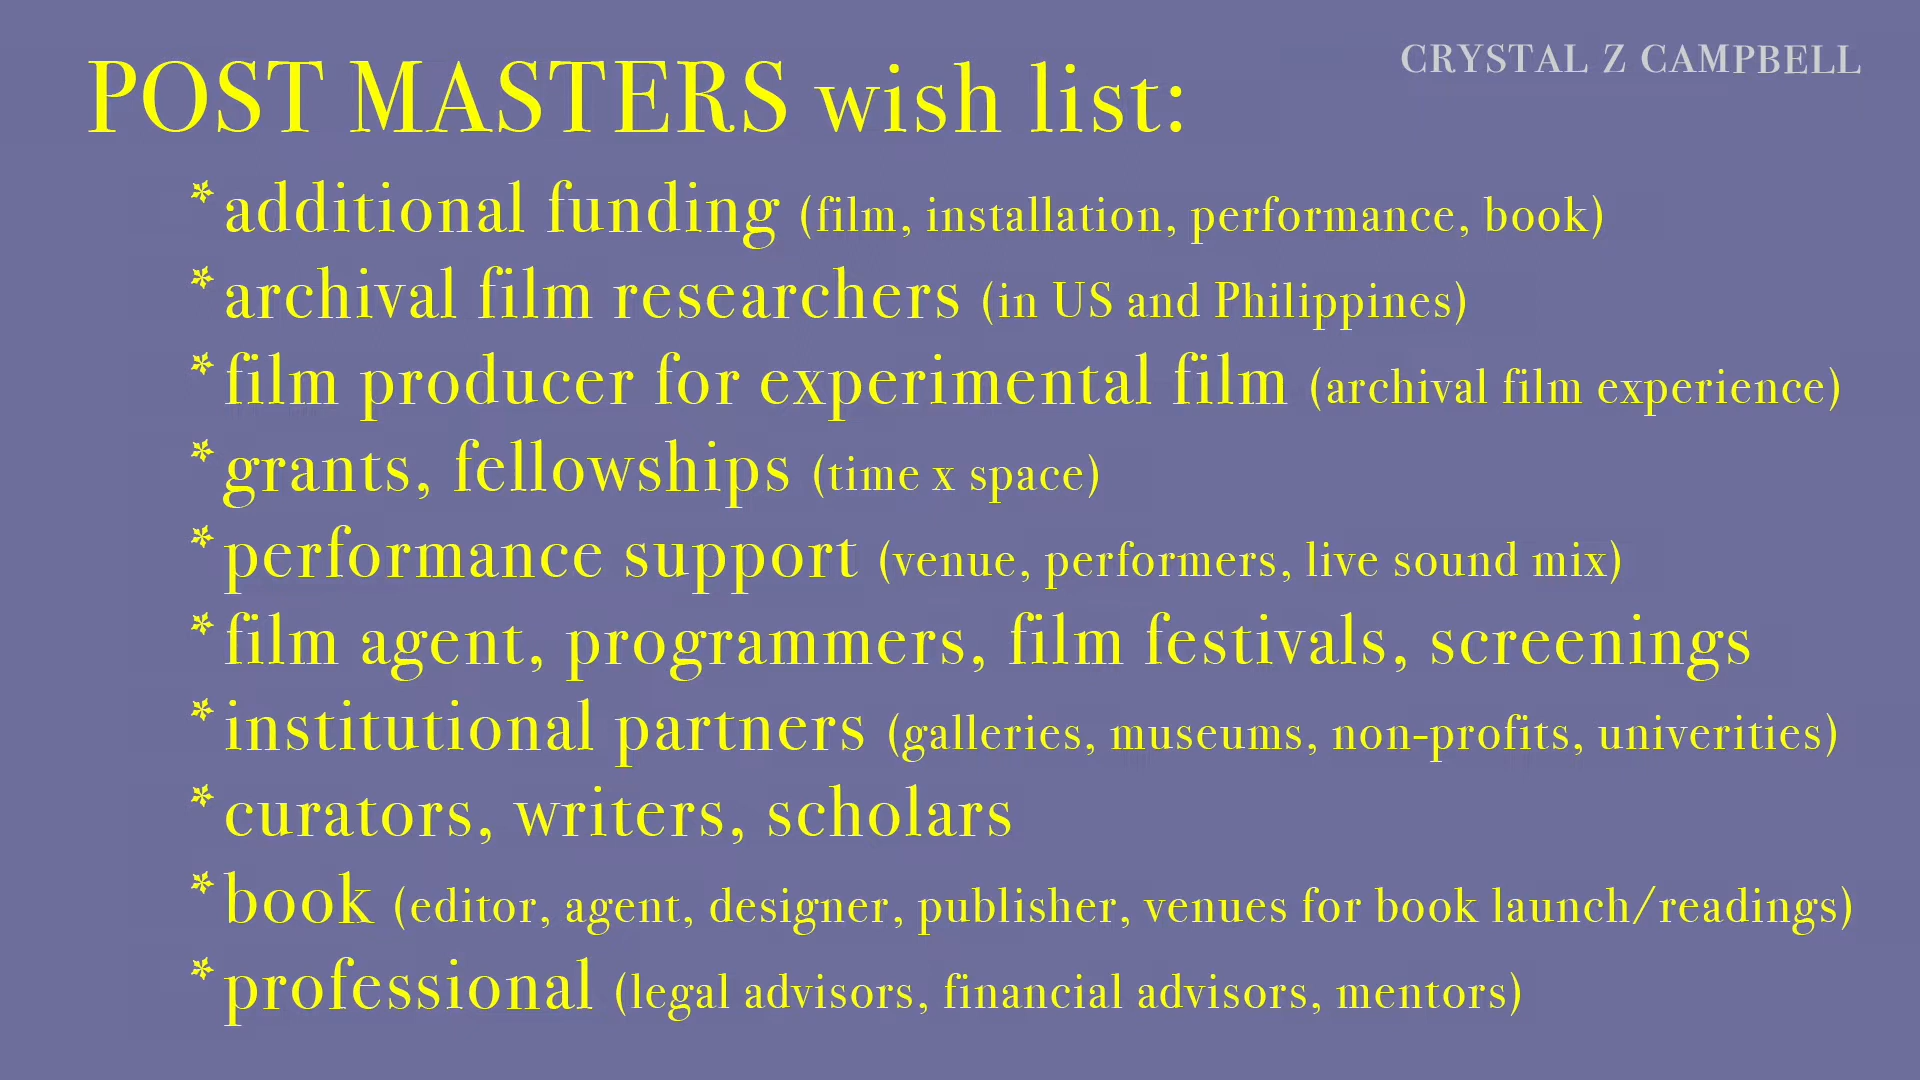 CRYSTAL Z CAMPBELL
POST MASTERS wish list:
*additional funding (film, installation, performance, book)
*archival film researchers (in US and Philippines)
*film producer for experimental film (archival film experience)
*grants, fellowships (time x space)
*performance support (venue, performers, live sound mix)
*film agent, programmers, film festivals, screenings
*institutional partners (galleries, museums, non-profits, univerities)
*curators, writers, scholars
*book (editor, agent, designer, publisher, venues for book launch/readings)
*professional (legal advisors, financial advisors, mentors)